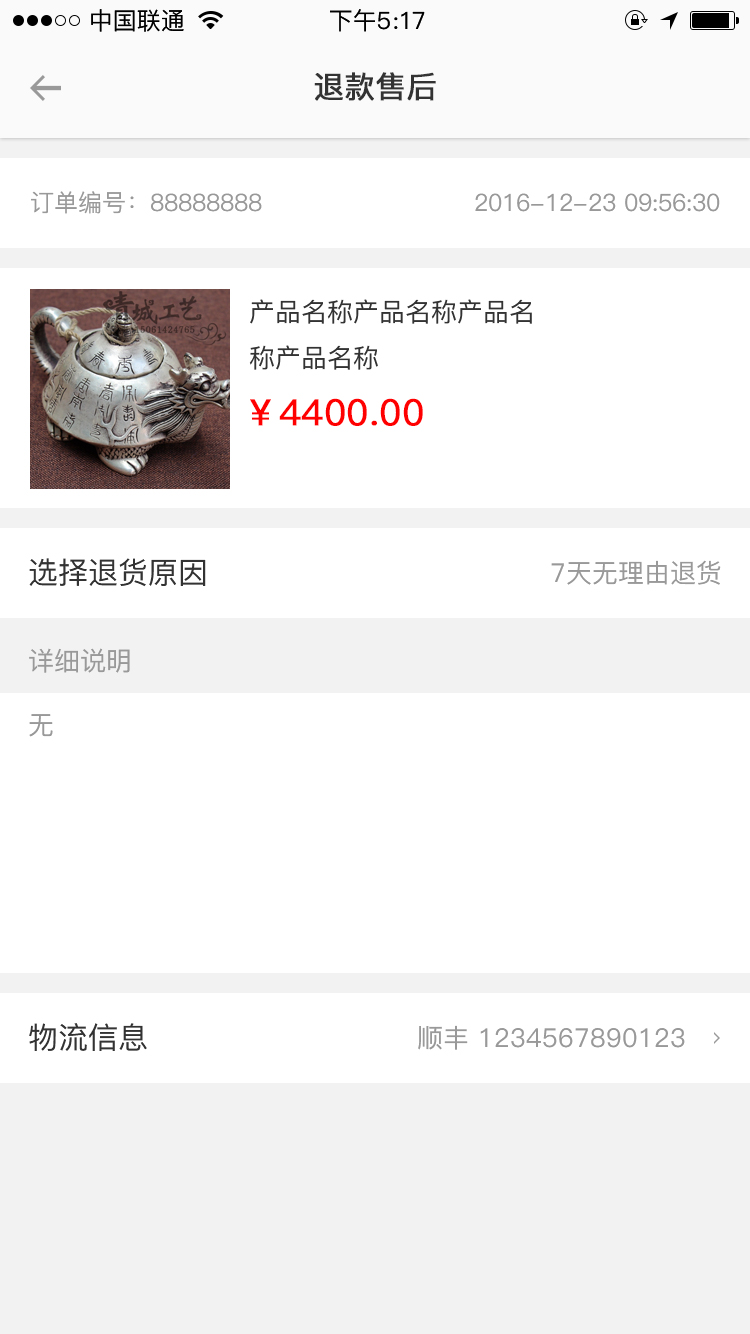 中国联通
下午5:17
退款售后
订单编号：88888888
2016-12-23 09:56:30
晴城工艺
产品名称产品名称产品名
称产品名称
¥ 4400.00
选择退货原因
7天无理由退货
详细说明
无
物流信息
顺丰 1234567890123